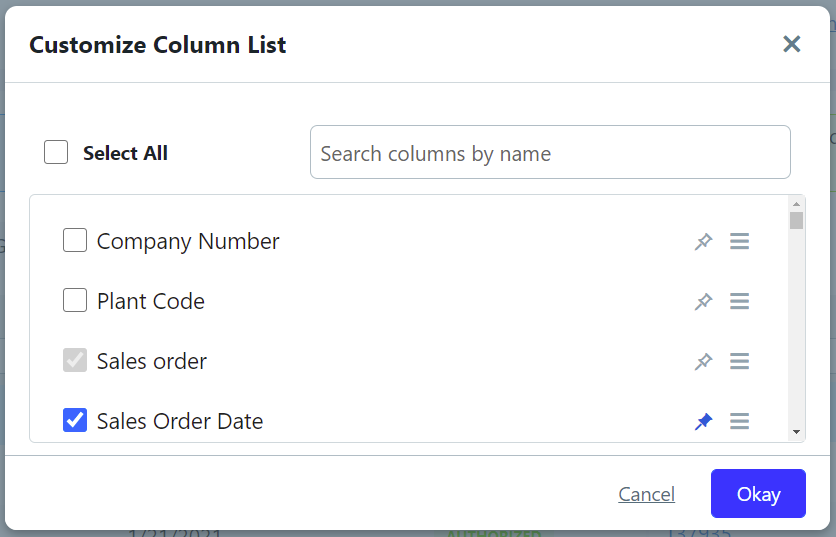 Customize Column List
Select All
Search columns by name
Company Number
Plant Code
Sales order
Sales Order Date
Cancel
Okay